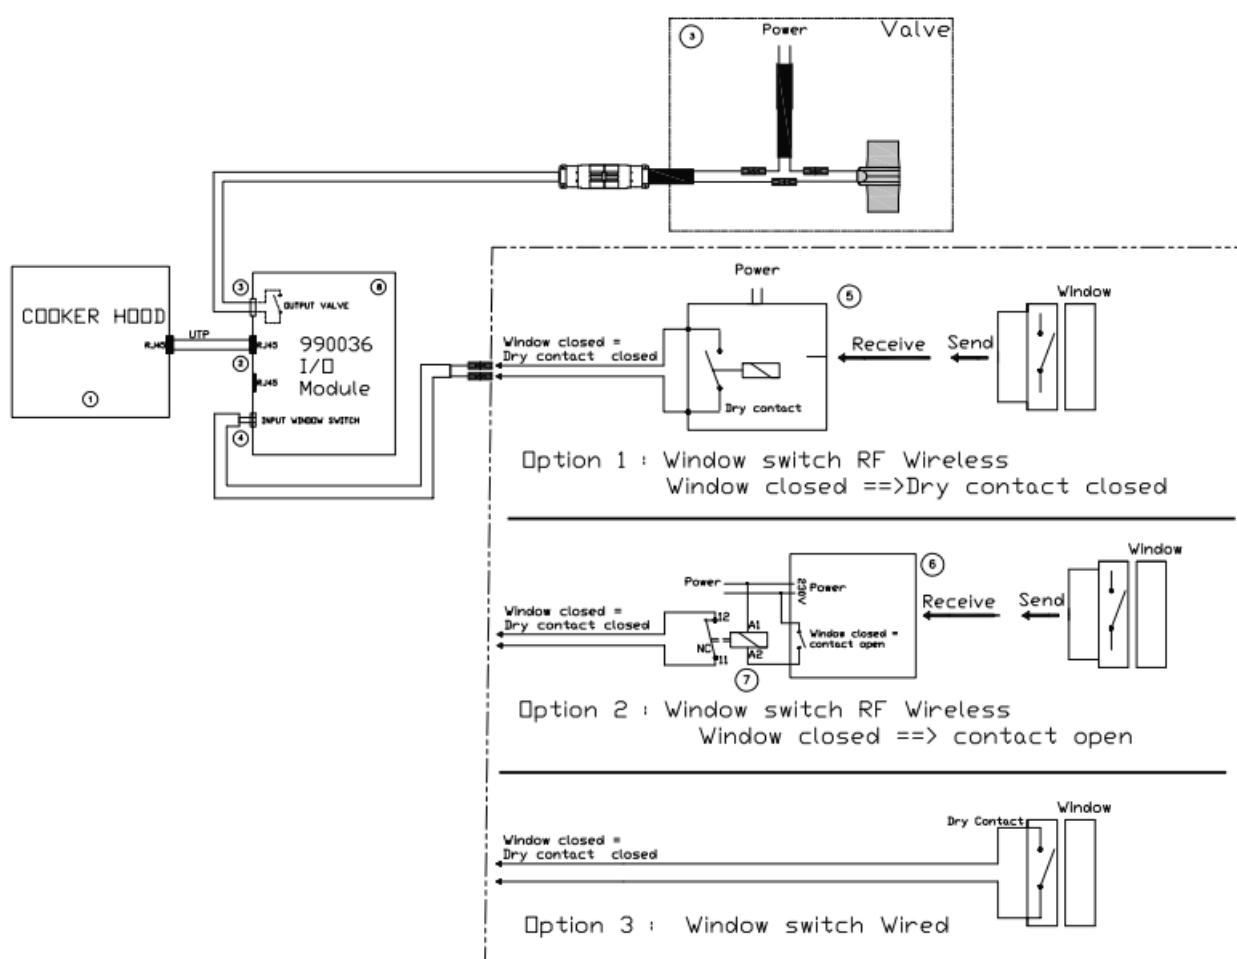 3
Power
Valve
COOKER HOOD
RJ45
1
UTP
3
OUTPUT VALVE
8
RJ45
2
990036
I/O
Module
RJ45
INPUT WINDOW SWITCH
4
Power
5
Window
Window closed =
Dry contact closed
Receive
Send
Dry contact
Option 1 : Window switch RF Wireless
Window closed ==>Dry contact closed
6
Window
Power
230V
Power
Window closed =
Dry contact closed
12
A1
NC
A2
11
Window closed =
contact open
Receive
Send
7
Option 2 : Window switch RF Wireless
Window closed ==> contact open
Window
Dry Contact
Window closed =
Dry contact closed
Option 3 : Window switch Wired